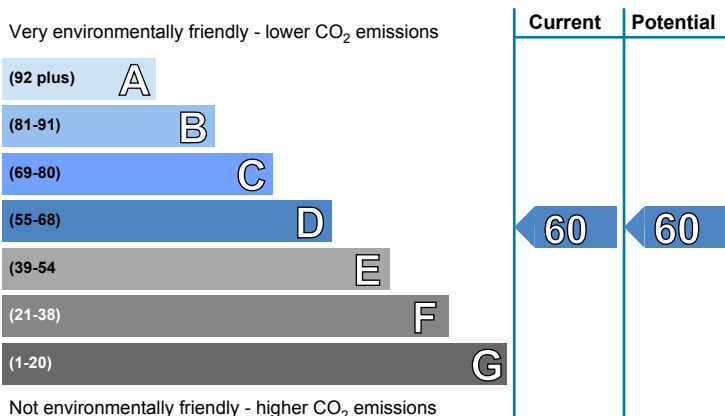 Very environmentally friendly - lower CO2 emissions
Current Potential
(92 plus) A
(81-91) B
(69-80) C
(55-68) D 60 60
(39-54 E
(21-38) F
(1-20) G
Not environmentally friendly - higher CO2 emissions